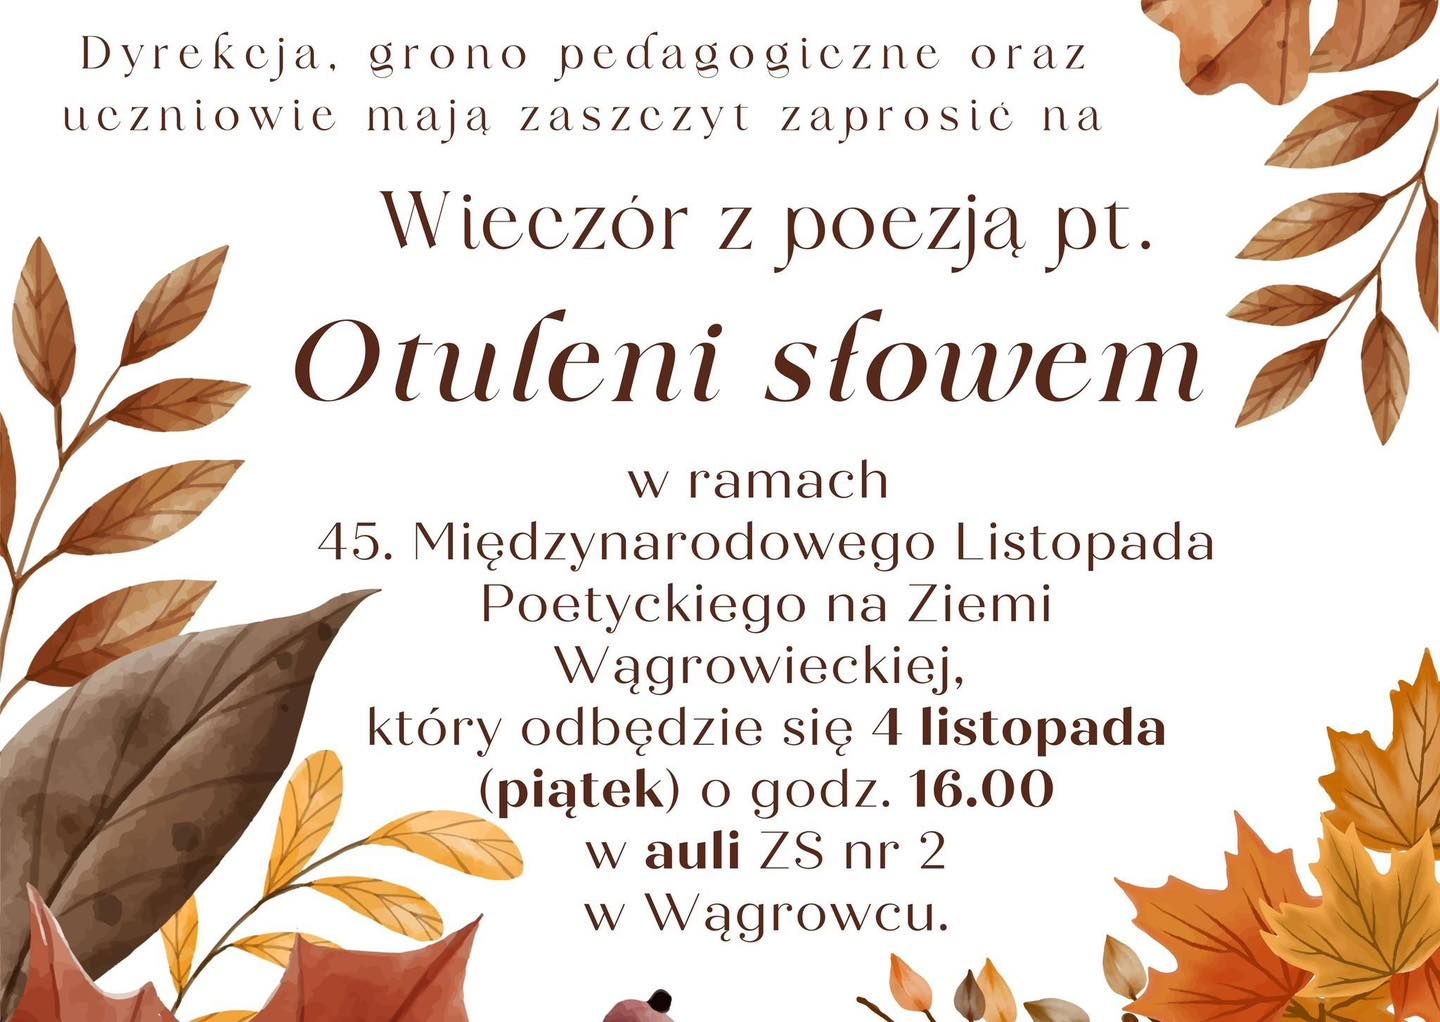 Dyrekcja, grono pedagogiczne oraz
uczniowie mają zaszczyt zaprosić na
Wieczór z poezją pt.
Otuleni słowem
w ramach
45. Międzynarodowego Listopada
Poetyckiego na Ziemi
Wągrowieckiej,
który odbędzie się 4 listopada
(piątek) o godz. 16.00
w auli ZS nr 2
w Wągrowcu.